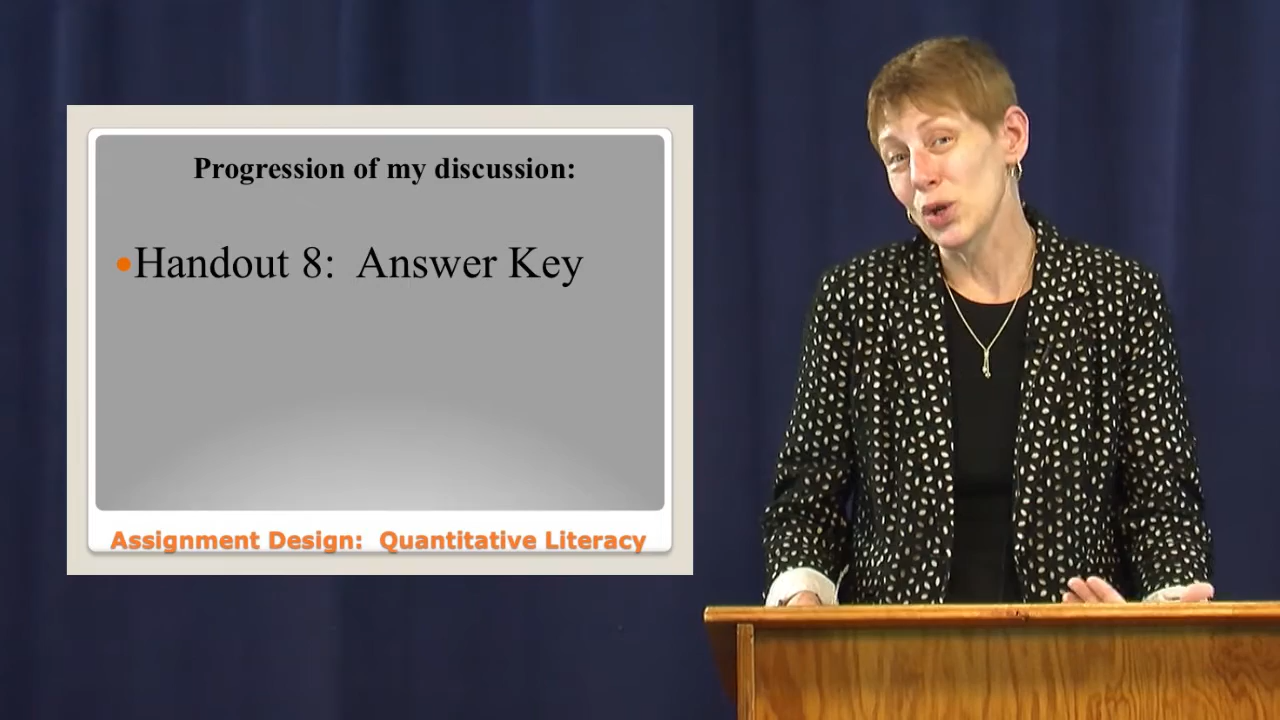 Progression of my discussion:
•Handout 8:  Answer Key
Assignment Design:  Quantitative Literacy